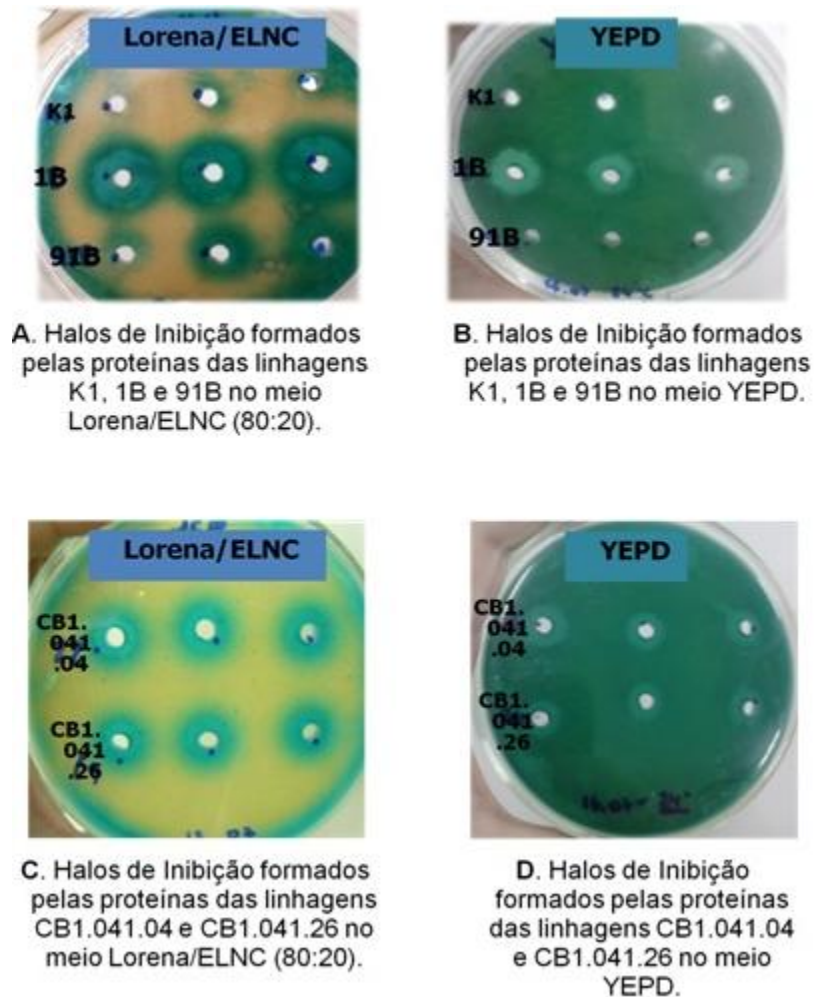 Lorena/ELNC
K1
1B
91B
YEPD
K1
1B
91B
A. Halos de Inibição formados
pelas proteínas das linhagens
K1, 1B e 91B no meio
Lorena/ELNC (80:20).
B. Halos de Inibição formados
pelas proteínas das linhagens
K1, 1B e 91B no meio YEPD.
Lorena/ELNC
CB1.
041
.04
CB1.
041
.26
YEPD
CB1.
041
.04
CB1.
041
.26
C. Halos de Inibição formados
pelas proteínas das linhagens
CB1.041.04 e CB1.041.26 no
meio Lorena/ELNC (80:20).
D. Halos de Inibição
formados pelas proteínas
das linhagens CB1.041.04
e CB1.041.26 no meio
YEPD.